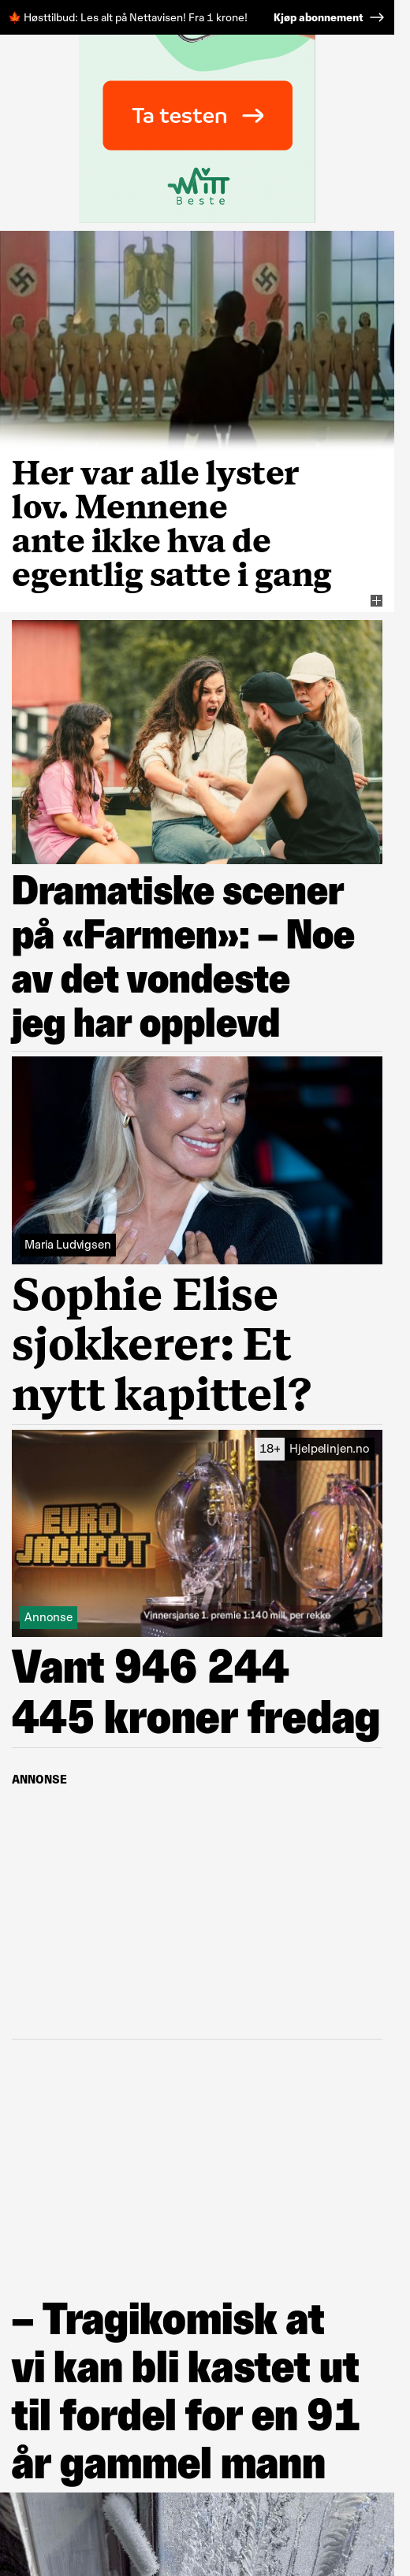 🍁 Høsttilbud: Les alt på Nettavisen! Fra 1 krone! Kjøp abonnement →
Ta testen →
Mitt
Beste
Her var alle lyster
lov. Mennene
ante ikke hva de
egentlig satte i gang
Dramatiske scener
på «Farmen»: – Noe
av det vondeste
jeg har opplevd
Maria Ludvigsen
Sophie Elise
sjokkerer: Et
nytt kapittel?
18+ Hjelpelinjen.no
EURO
JACKPOT
Annonse
Vinnersjanse 1. premie 1:140 mill. per rekke
Vant 946 244
445 kroner fredag
ANNONSE
– Tragikomisk at
vi kan bli kastet ut
til fordel for en 91
år gammel mann